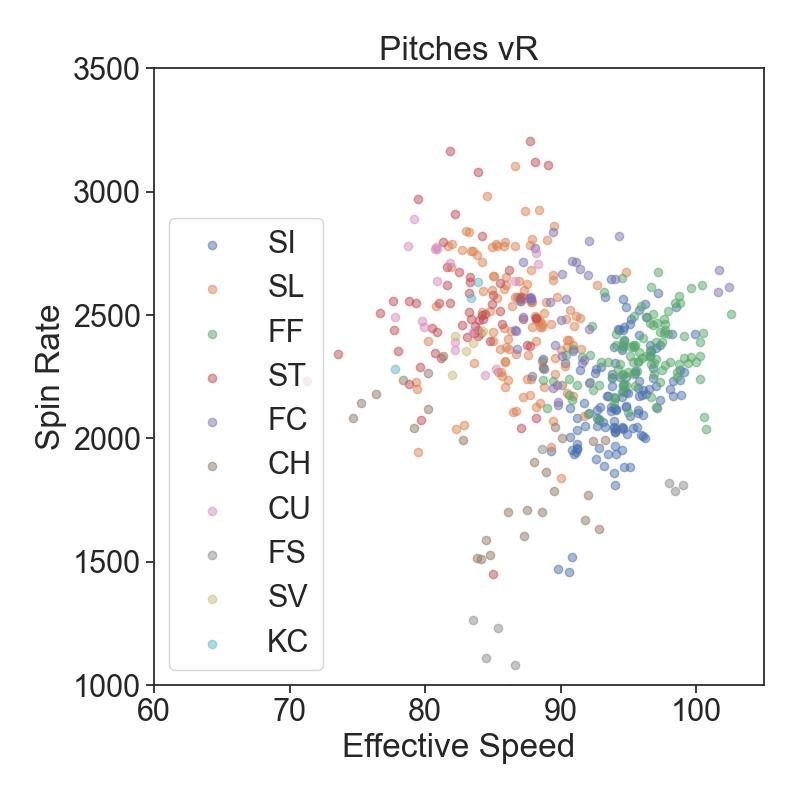 Pitches vR
3500
3000
2500
2000
1500
1000
Spin Rate
SI
SL
FF
ST
FC
CH
CU
FS
SV
KC
60 70 80 90 100
Effective Speed